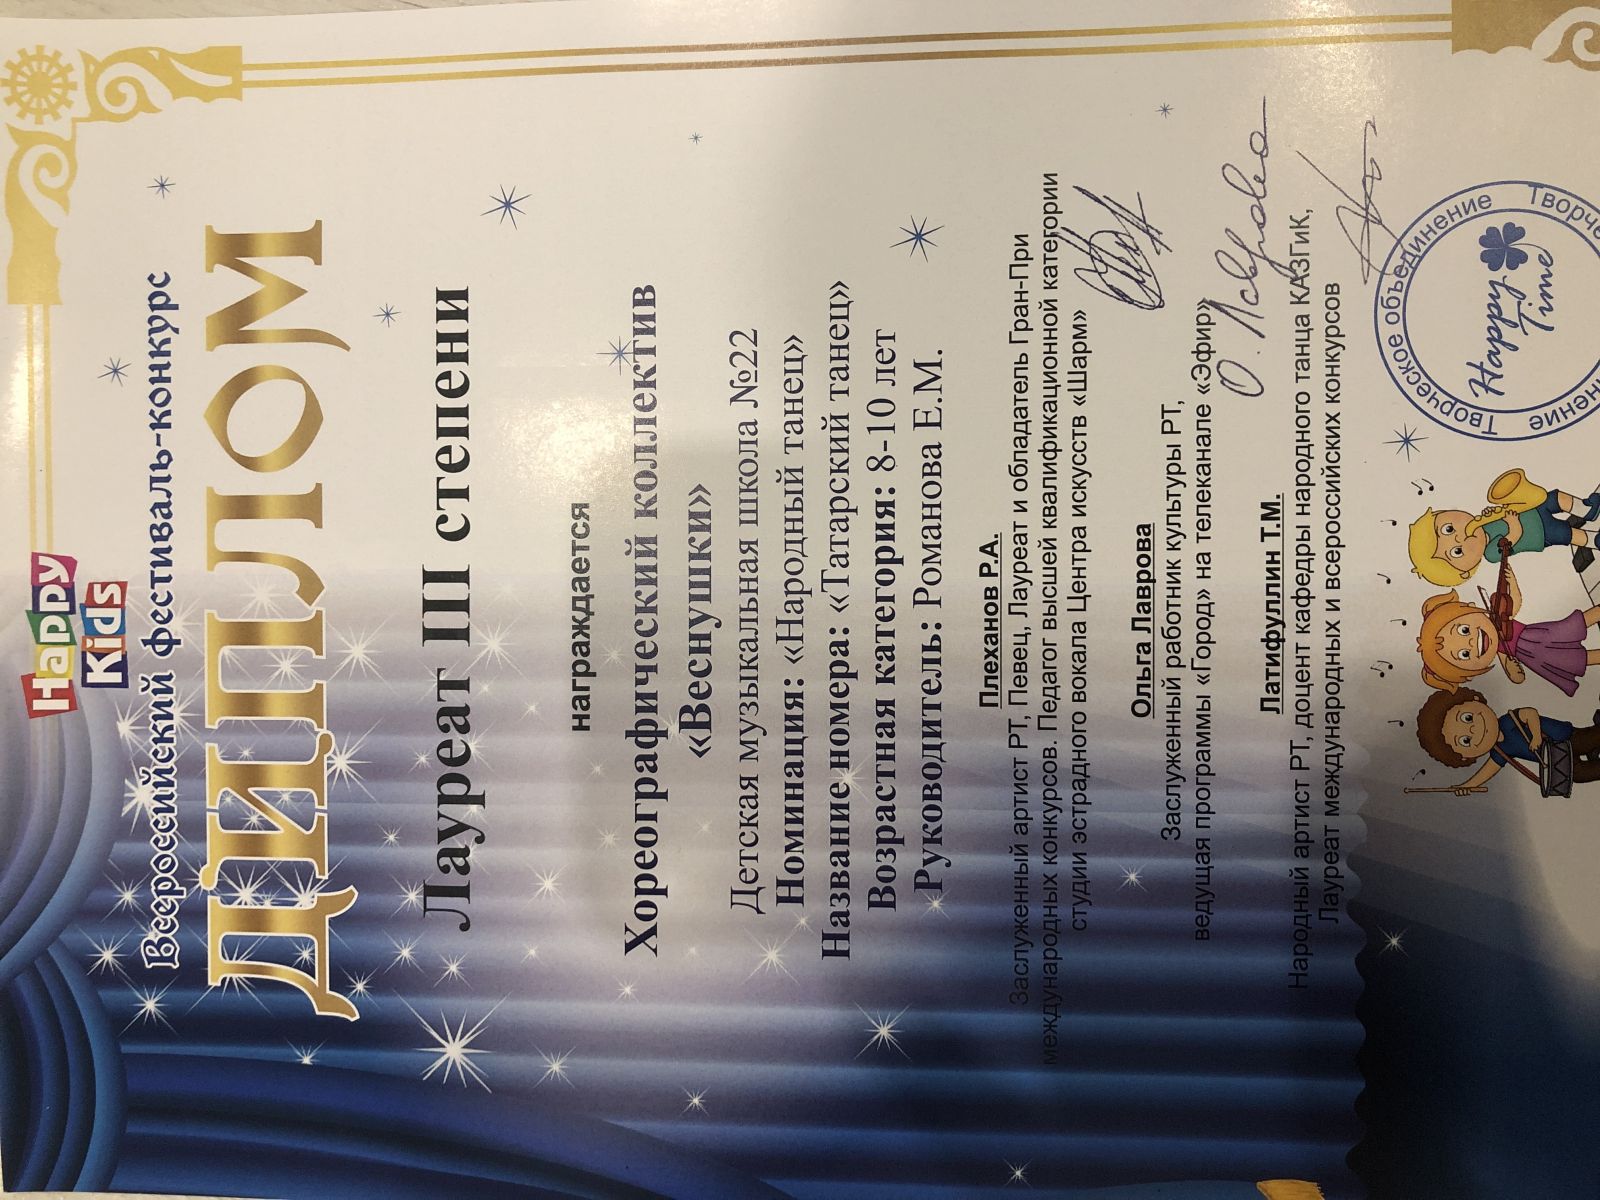 Happy
Kids
Всероссийский фестиваль-конкурс
ДИПЛОМ
Лауреат III степени
награждается
Хореографический коллектив
«Веснушки»
Детская музыкальная школа №22
Номинация: «Народный танец»
Название номера: «Татарский танец»
Возрастная категория: 8-10 лет
Руководитель: Романова Е.М.
Плеханов Р.А.
Заслуженный артист РТ, Певец, Лауреат и обладатель Гран-При
международных конкурсов. Педагог высшей квалификационной категории
студии эстрадного вокала Центра искусств «Шарм»
Ольга Лаврова
Заслуженный работник культуры РТ,
ведущая программы «Город» на телеканале «Эфир»
О. Лаврова
Латифуллин Т.М.
Народный артист РТ, доцент кафедры народного танца КАЗГиК,
Лауреат международных и всероссийских конкурсов
Творческое объединение
Happy
Time